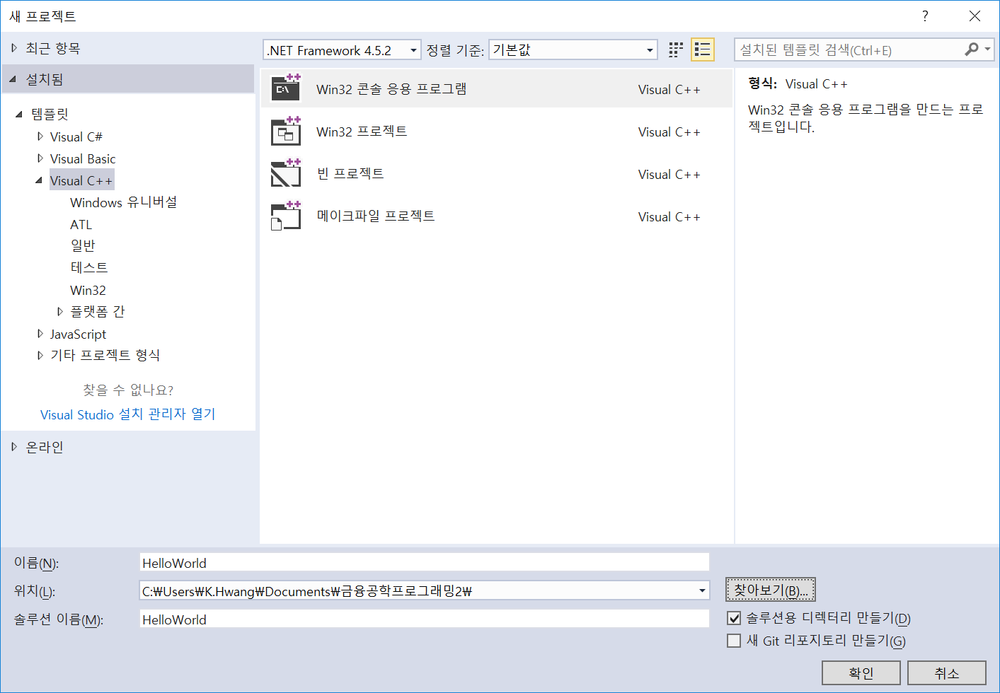 새 프로젝트
?
최근 항목
.NET Framework 4.5.2
정렬 기준:
기본값
설치된 템플릿 검색(Ctrl+E)
설치됨
템플릿
Visual C#
Visual Basic
Visual C++
Windows 유니버설
ATL
일반
테스트
Win32
플랫폼 간
JavaScript
기타 프로젝트 형식
찾을 수 없나요?
Visual Studio 설치 관리자 열기
온라인
C:\
Win32 콘솔 응용 프로그램 Visual C++
Win32 프로젝트 Visual C++
빈 프로젝트 Visual C++
메이크파일 프로젝트 Visual C++
형식: Visual C++
Win32 콘솔 응용 프로그램을 만드는 프로
젝트입니다.
이름(N): HelloWorld
위치(L): C:₩Users₩K.Hwang₩Documents₩금융공학프로그래밍2₩
찾아보기(B)...
솔루션 이름(M): HelloWorld
솔루션용 디렉터리 만들기(D)
새 Git 리포지토리 만들기(G)
확인
취소